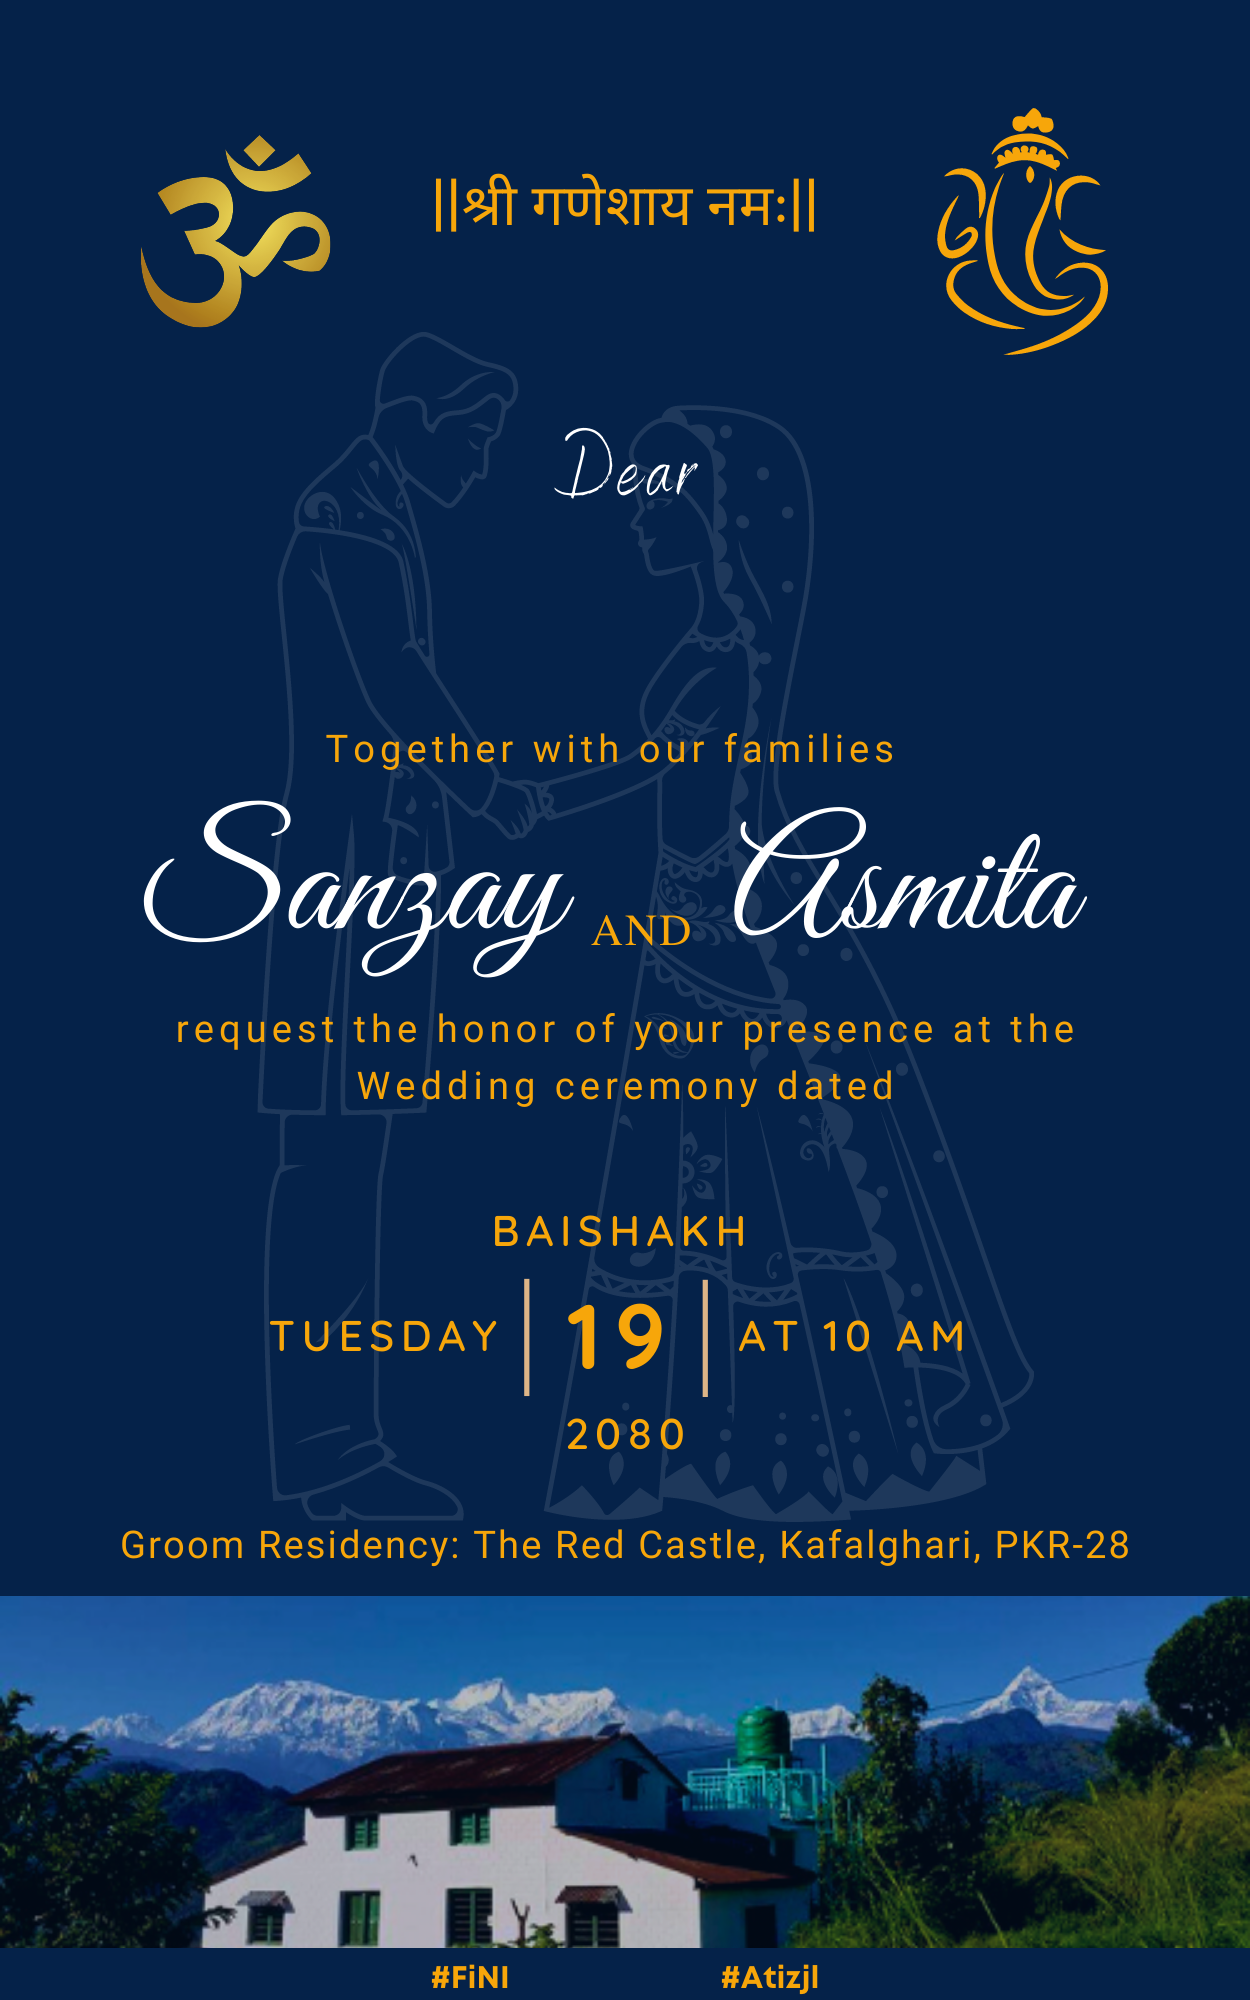 ॐ
||श्री गणेशाय नमः||
Dear
Together with our families
Sanzay AND Asmita
request the honor of your presence at the
Wedding ceremony dated
BAISHAKH
TUESDAY | 19 | AT 10 AM
2080
Groom Residency: The Red Castle, Kafalghari, PKR-28
#FiNI #Atizjl